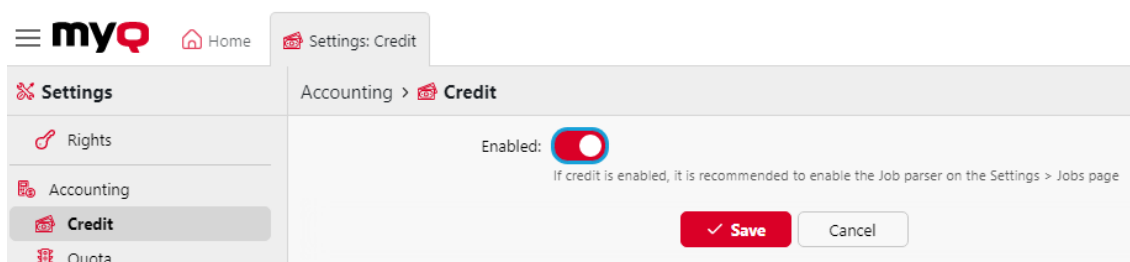 myQ Home Settings: Credit
Settings
Accounting > Credit
Rights
Enabled:
If credit is enabled, it is recommended to enable the Job parser on the Settings > Jobs page
Accounting
Credit
Save Cancel
Quota